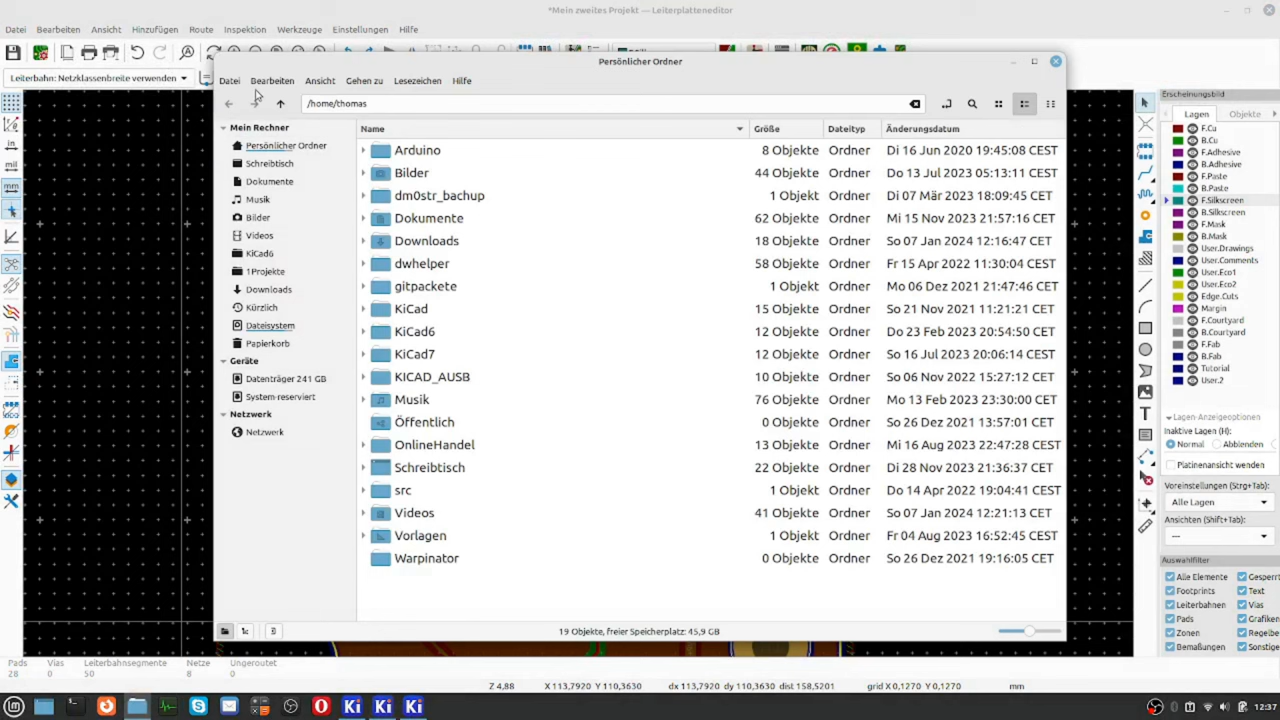 *Mein zweites Projekt — Leiterplatteneditor
Datei Bearbeiten Ansicht Hinzufügen Route Inspektion Werkzeuge Einstellungen Hilfe
Leiterbahn: Netzklassenbreite verwenden
Persönlicher Ordner
Datei Bearbeiten Ansicht Gehen zu Lesezeichen Hilfe
/home/thomas
Mein Rechner
Persönlicher Ordner
Schreibtisch
Dokumente
Musik
Bilder
Videos
KiCad6
1Projekte
Downloads
Kürzlich
Dateisystem
Papierkorb
Geräte
Datenträger 241 GB
System-reserviert
Netzwerk
Netzwerk
Name Größe Dateityp Änderungsdatum
Arduino 8 Objekte Ordner Di 16 Jun 2020 19:45:08 CEST
Bilder 44 Objekte Ordner Do 13 Jul 2023 05:13:11 CEST
dm0str_bachup 1 Objekt Ordner Di 07 Mär 2023 18:09:45 CET
Dokumente 62 Objekte Ordner Mi 15 Nov 2023 21:57:16 CET
Downloads 18 Objekte Ordner So 07 Jan 2024 12:16:47 CET
dwhelper 58 Objekte Ordner Fr 15 Apr 2022 11:30:04 CEST
gitpackete 1 Objekt Ordner Mo 06 Dez 2021 21:47:46 CET
KiCad 15 Objekte Ordner So 21 Nov 2021 11:21:21 CET
KiCad6 12 Objekte Ordner Do 23 Feb 2023 20:54:50 CET
KiCad7 12 Objekte Ordner So 16 Jul 2023 20:06:14 CEST
KICAD_AUSB 10 Objekte Ordner So 06 Nov 2022 15:27:12 CET
Musik 76 Objekte Ordner Mo 13 Feb 2023 23:30:00 CET
Öffentlich 0 Objekte Ordner So 26 Dez 2021 13:57:01 CET
OnlineHandel 13 Objekte Ordner Mi 16 Aug 2023 22:47:28 CEST
Schreibtisch 22 Objekte Ordner Di 28 Nov 2023 21:36:37 CET
src 1 Objekt Ordner Do 14 Apr 2022 19:04:41 CEST
Videos 41 Objekte Ordner So 07 Jan 2024 12:21:13 CET
Vorlagen 1 Objekt Ordner Fr 04 Aug 2023 16:52:45 CEST
Warpinator 0 Objekte Ordner So 26 Dez 2021 19:16:05 CET
19 Objekte, freier Speicherplatz: 45,9 GB
in
mil
mm
Erscheinungsbild
Lagen Objekte
F.Cu
B.Cu
F.Adhesive
B.Adhesive
F.Paste
B.Paste
F.Silkscreen
B.Silkscreen
F.Mask
B.Mask
User.Drawings
User.Comments
User.Eco1
User.Eco2
Edge.Cuts
Margin
F.Courtyard
B.Courtyard
F.Fab
B.Fab
Tutorial
User.2
Lagen-Anzeigeoptionen
Inaktive Lagen (H):
Normal Abblenden
Platinenansicht wenden
Voreinstellungen (Strg+Tab):
Alle Lagen
Ansichten (Shift+Tab):
---
Auswahlfilter
Alle Elemente Gesperrt
Footprints Text
Leiterbahnen Vias
Pads Grafiken
Zonen Regelbe
Bemaßungen Sonstige
Pads Vias Leiterbahnsegmente Netze Ungeroutet
28 0 50 8 0
Z 4,88 X 113,7920 Y 110,3630 dx 113,7920 dy 110,3630 dist 158,5201 grid X 0,1270 Y 0,1270 mm
Ki Ki Ki
12:37